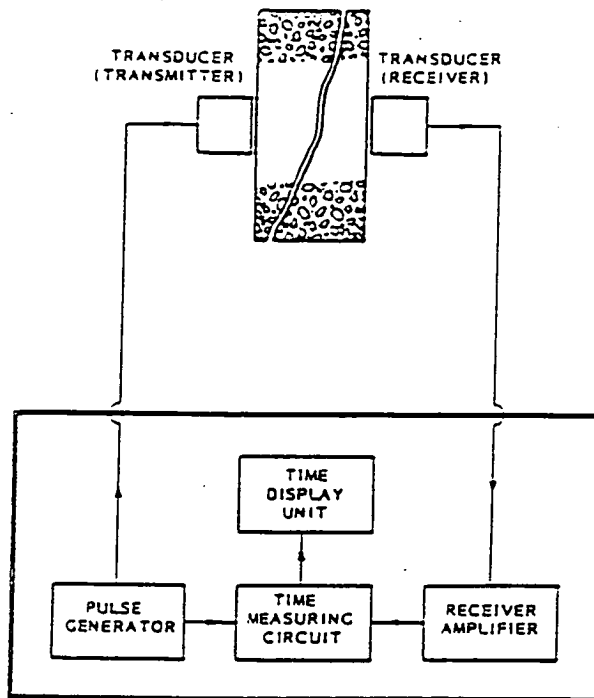 TRANSDUCER
(TRANSMITTER)
TRANSDUCER
(RECEIVER)
TIME
DISPLAY
UNIT
PULSE
GENERATOR
TIME
MEASURING
CIRCUIT
RECEIVER
AMPLIFIER